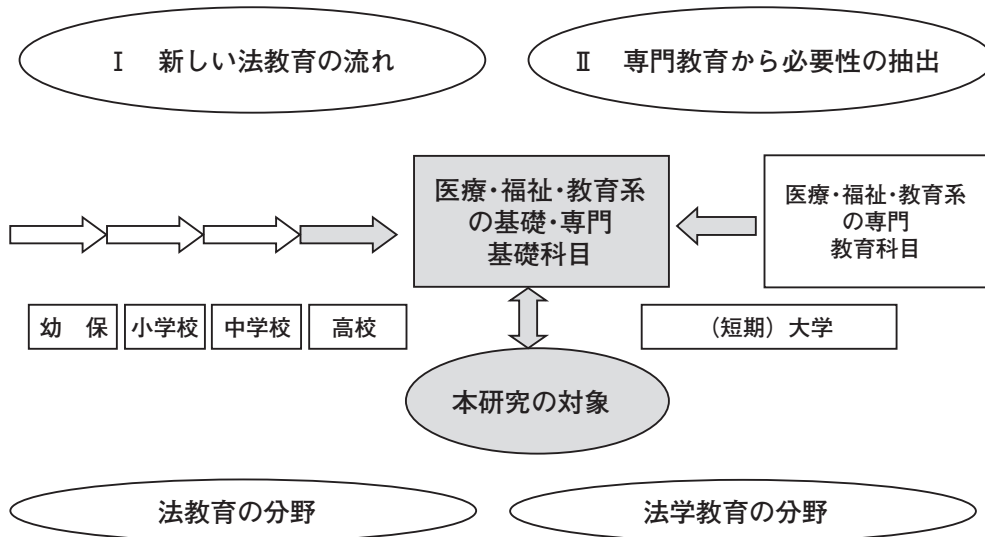 Ⅰ　新しい法教育の流れ
Ⅱ　専門教育から必要性の抽出
医療・福祉・教育系
の基礎・専門
基礎科目
医療・福祉・教育系
の専門
教育科目
幼　保
小学校
中学校
高校
（短期）大学
本研究の対象
法教育の分野
法学教育の分野